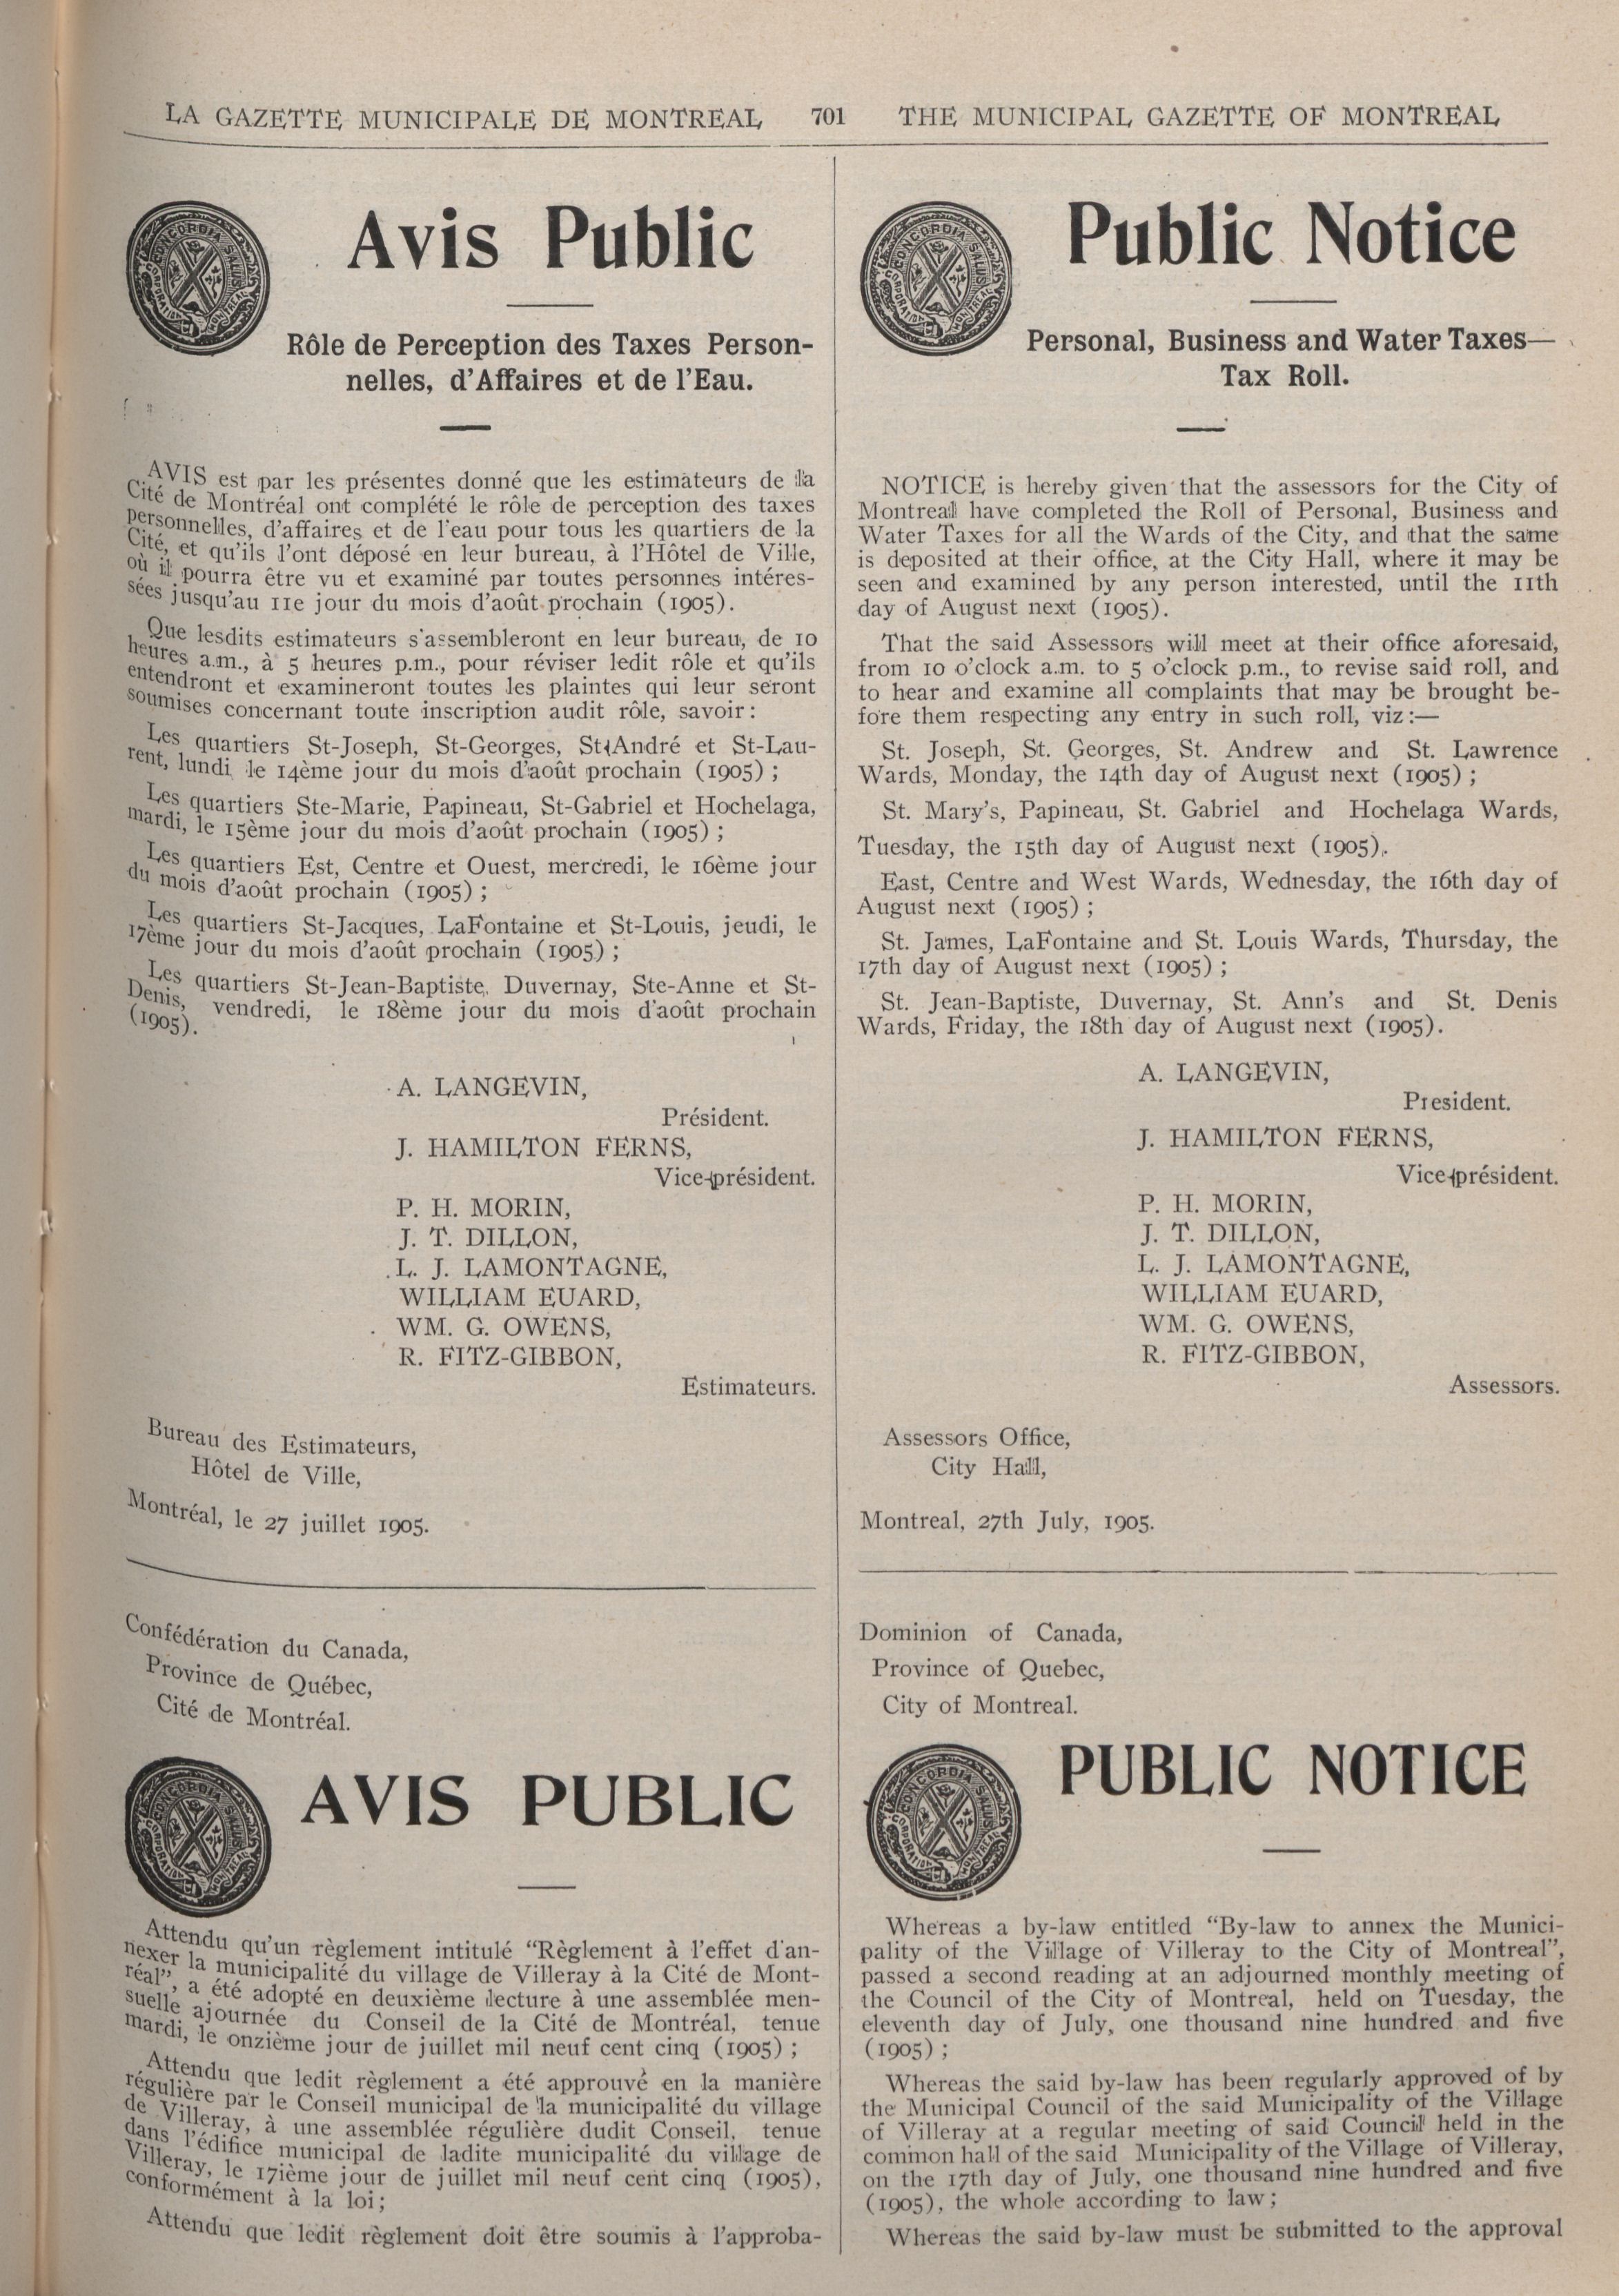 LA GAZETTE MUNICIPALE DE MONTREAL 701 THE MUNICIPAL GAZETTE OF MONTREAL
Avis Public
Rôle de Perception des Taxes Person-
nelles, d'Affaires et de l'Eau.
AVIS est par les présentes donné que les estimateurs de la
Cité de Montréal ont complété le rôle de perception des taxes
personnelles, d'affaires et de l'eau pour tous les quartiers de la
Cité, et qu'ils l'ont déposé en leur bureau, à l'Hôtel de Ville,
où il pourra être vu et examiné par toutes personnes intéres-
sées jusqu'au 11e jour du mois d'août prochain (1905).
Que lesdits estimateurs s'assembleront en leur bureau, de 10
heures a.m., à 5 heures p.m., pour réviser ledit rôle et qu'ils
entendront et examineront toutes les plaintes qui leur seront
soumises concernant toute inscription audit rôle, savoir:
Les quartiers St-Joseph, St-Georges, St-André et St-Lau-
rent, lundi le 14ème jour du mois d'août prochain (1905) ;
Les quartiers Ste-Marie, Papineau, St-Gabriel et Hochelaga,
mardi, le 15ème jour du mois d'août prochain (1905) ;
Les quartiers Est, Centre et Ouest, mercredi, le 16ème jour
du mois d'août prochain (1905) ;
Les quartiers St-Jacques, LaFontaine et St-Louis, jeudi, le
17ème jour du mois d'août prochain (1905) ;
Les quartiers St-Jean-Baptiste, Duvernay, Ste-Anne et St-
Denis, vendredi, le 18ème jour du mois d'août prochain
(1905).
A. LANGEVIN,
Président.
J. HAMILTON FERNS,
Vice-président.
P. H. MORIN,
J. T. DILLON,
L. J. LAMONTAGNE,
WILLIAM EUARD,
WM. G. OWENS,
R. FITZ-GIBBON,
Estimateurs.
Bureau des Estimateurs,
Hôtel de Ville,
Montréal, le 27 juillet 1905.
Confédération du Canada,
Province de Québec,
Cité de Montréal.
AVIS PUBLIC
Attendu qu'un règlement intitulé "Règlement à l'effet d'an-
nexer la municipalité du village de Villeray à la Cité de Mont-
réal", a été adopté en deuxième lecture à une assemblée men-
suelle ajournée du Conseil de la Cité de Montréal, tenue
mardi, le onzième jour de juillet mil neuf cent cinq (1905) ;
Attendu que ledit règlement a été approuvé en la manière
régulière par le Conseil municipal de la municipalité du village
de Villeray, à une assemblée régulière dudit Conseil, tenue
dans l'édifice municipal de ladite municipalité du village de
Villeray, le 17ième jour de juillet mil neuf cent cinq (1905),
conformément à la loi;
Attendu que ledit règlement doit être soumis à l'approba-
Public Notice
Personal, Business and Water Taxes—
Tax Roll.
NOTICE is hereby given that the assessors for the City of
Montreal have completed the Roll of Personal, Business and
Water Taxes for all the Wards of the City, and that the same
is deposited at their office, at the City Hall, where it may be
seen and examined by any person interested, until the 11th
day of August next (1905).
That the said Assessors will meet at their office aforesaid,
from 10 o'clock a.m. to 5 o'clock p.m., to revise said roll, and
to hear and examine all complaints that may be brought be-
fore them respecting any entry in such roll, viz:—
St. Joseph, St. Georges, St. Andrew and St. Lawrence
Wards, Monday, the 14th day of August next (1905) ;
St. Mary's, Papineau, St. Gabriel and Hochelaga Wards,
Tuesday, the 15th day of August next (1905).
East, Centre and West Wards, Wednesday, the 16th day of
August next (1905) ;
St. James, LaFontaine and St. Louis Wards, Thursday, the
17th day of August next (1905) ;
St. Jean-Baptiste, Duvernay, St. Ann's and St. Denis
Wards, Friday, the 18th day of August next (1905).
A. LANGEVIN,
President.
J. HAMILTON FERNS,
Vice-président.
P. H. MORIN,
J. T. DILLON,
L. J. LAMONTAGNE,
WILLIAM EUARD,
WM. G. OWENS,
R. FITZ-GIBBON,
Assessors.
Assessors Office,
City Hall,
Montreal, 27th July, 1905.
Dominion of Canada,
Province of Quebec,
City of Montreal.
PUBLIC NOTICE
Whereas a by-law entitled "By-law to annex the Munici-
pality of the Village of Villeray to the City of Montreal",
passed a second reading at an adjourned monthly meeting of
the Council of the City of Montreal, held on Tuesday, the
eleventh day of July, one thousand nine hundred and five
(1905) ;
Whereas the said by-law has been regularly approved of by
the Municipal Council of the said Municipality of the Village
of Villeray at a regular meeting of said Council held in the
common hall of the said Municipality of the Village of Villeray,
on the 17th day of July, one thousand nine hundred and five
(1905), the whole according to law ;
Whereas the said by-law must be submitted to the approval
CONCORDIA SALUS
CORPORATION MONTREAL
CONCORDIA SALUS
CORPORATION MONTREAL
CONCORDIA SALUS
CORPORATION MONTREAL
CONCORDIA SALUS
CORPORATION MONTREAL